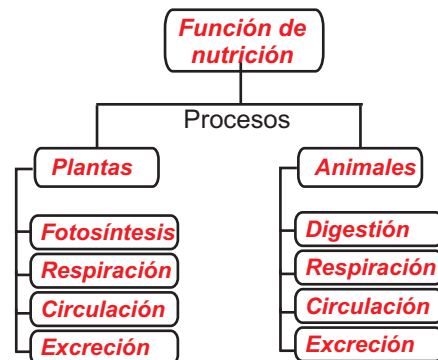 Función de
nutrición
Procesos
Plantas
Fotosíntesis
Respiración
Circulación
Excreción
Animales
Digestión
Respiración
Circulación
Excreción